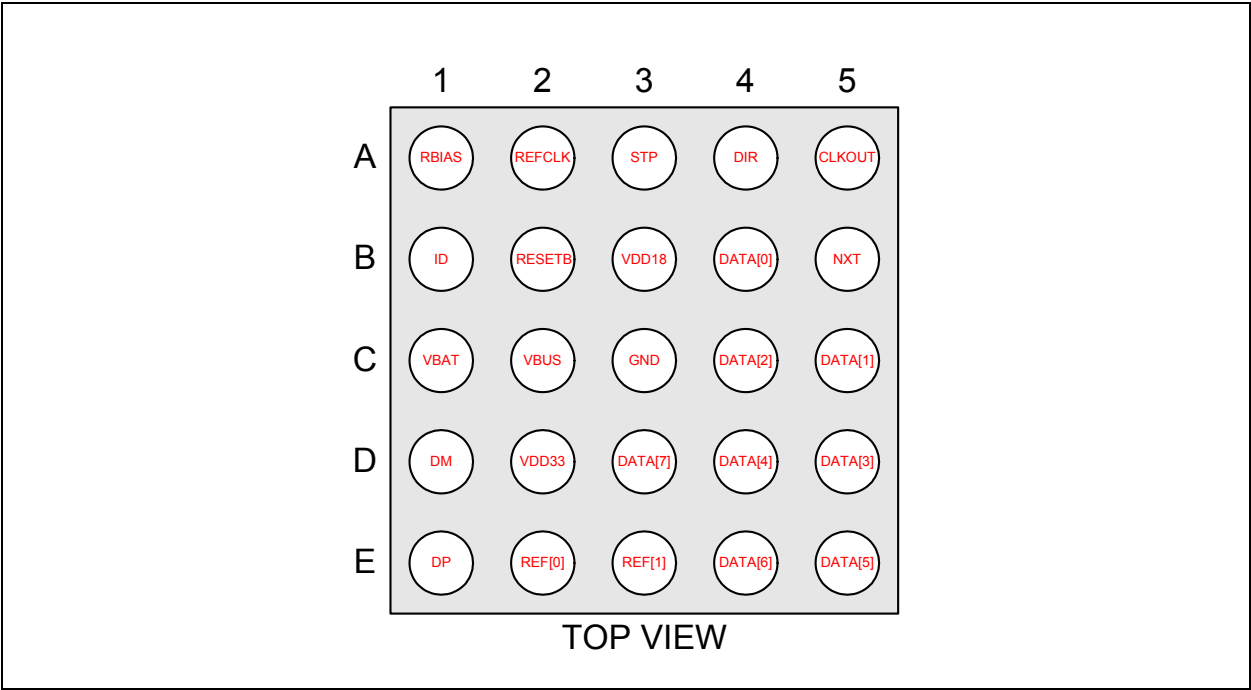 1 2 3 4 5
A RBIAS REFCLK STP DIR CLKOUT
B ID RESETB VDD18 DATA[0] NXT
C VBAT VBUS GND DATA[2] DATA[1]
D DM VDD33 DATA[7] DATA[4] DATA[3]
E DP REF[0] REF[1] DATA[6] DATA[5]
TOP VIEW